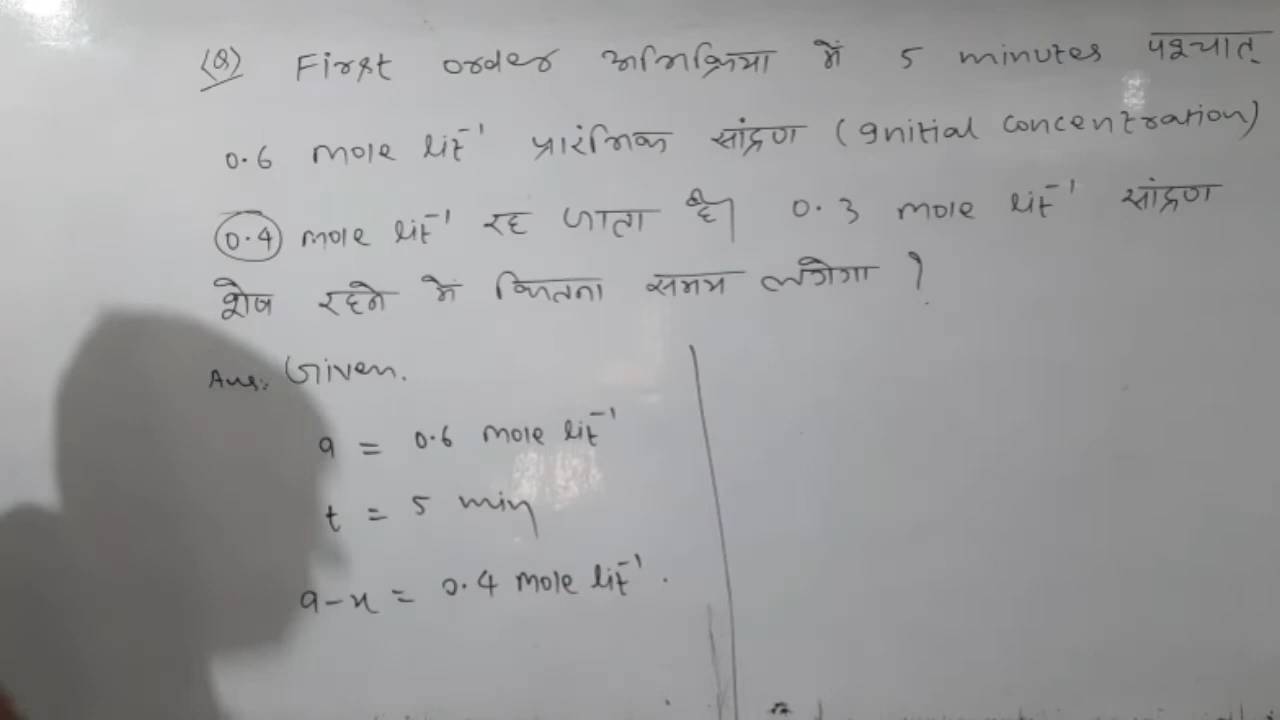 (Q) First order अभिक्रिया में 5 minutes पश्चात्
0.6 mole lit⁻¹ प्रारंभिक सांद्रण (Initial concentration)
0.4 mole lit⁻¹ रह जाता है। 0.3 mole lit⁻¹ सांद्रण
शेष रहने में कितना समय लगेगा ?
Ans: Given.
a = 0.6 mole lit⁻¹
t = 5 min
a-x = 0.4 mole lit⁻¹.